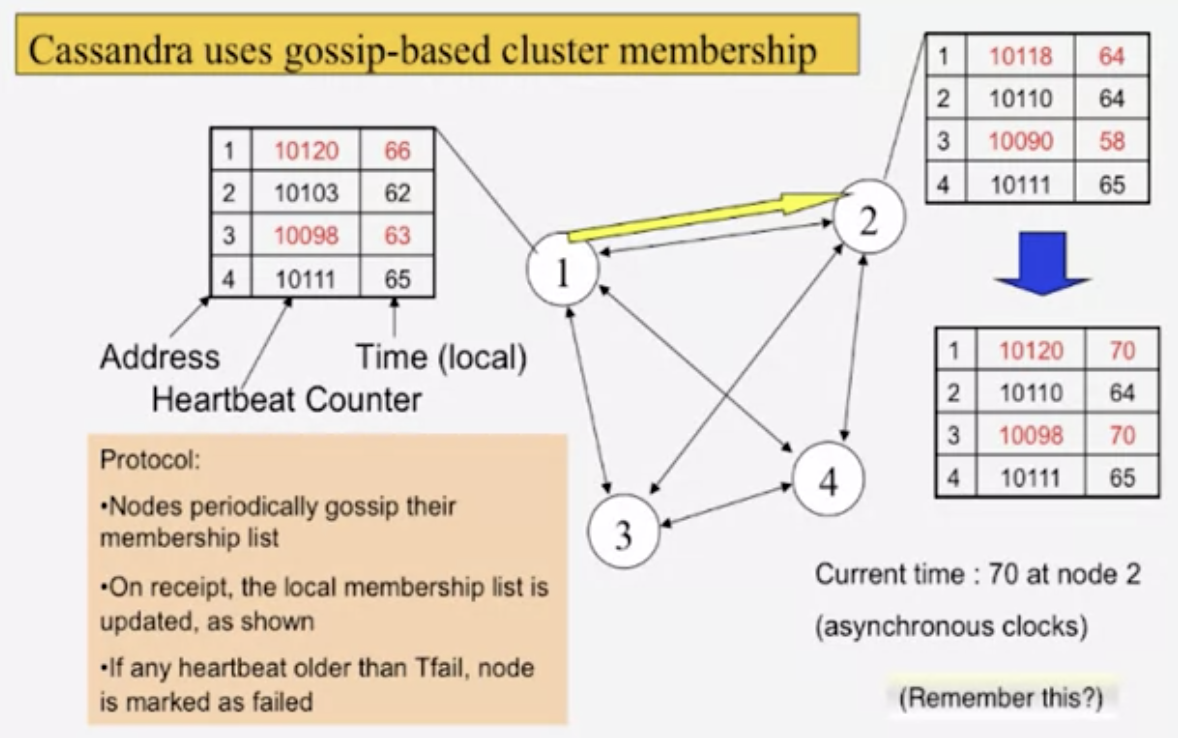 Cassandra uses gossip-based cluster membership
1 10118 64
2 10110 64
3 10090 58
4 10111 65
1 10120 66
2 10103 62
3 10098 63
4 10111 65
Address
Time (local)
Heartbeat Counter
1
2
3
4
1 10120 70
2 10110 64
3 10098 70
4 10111 65
Protocol:
•Nodes periodically gossip their
membership list
•On receipt, the local membership list is
updated, as shown
•If any heartbeat older than Tfail, node
is marked as failed
Current time : 70 at node 2
(asynchronous clocks)
(Remember this?)